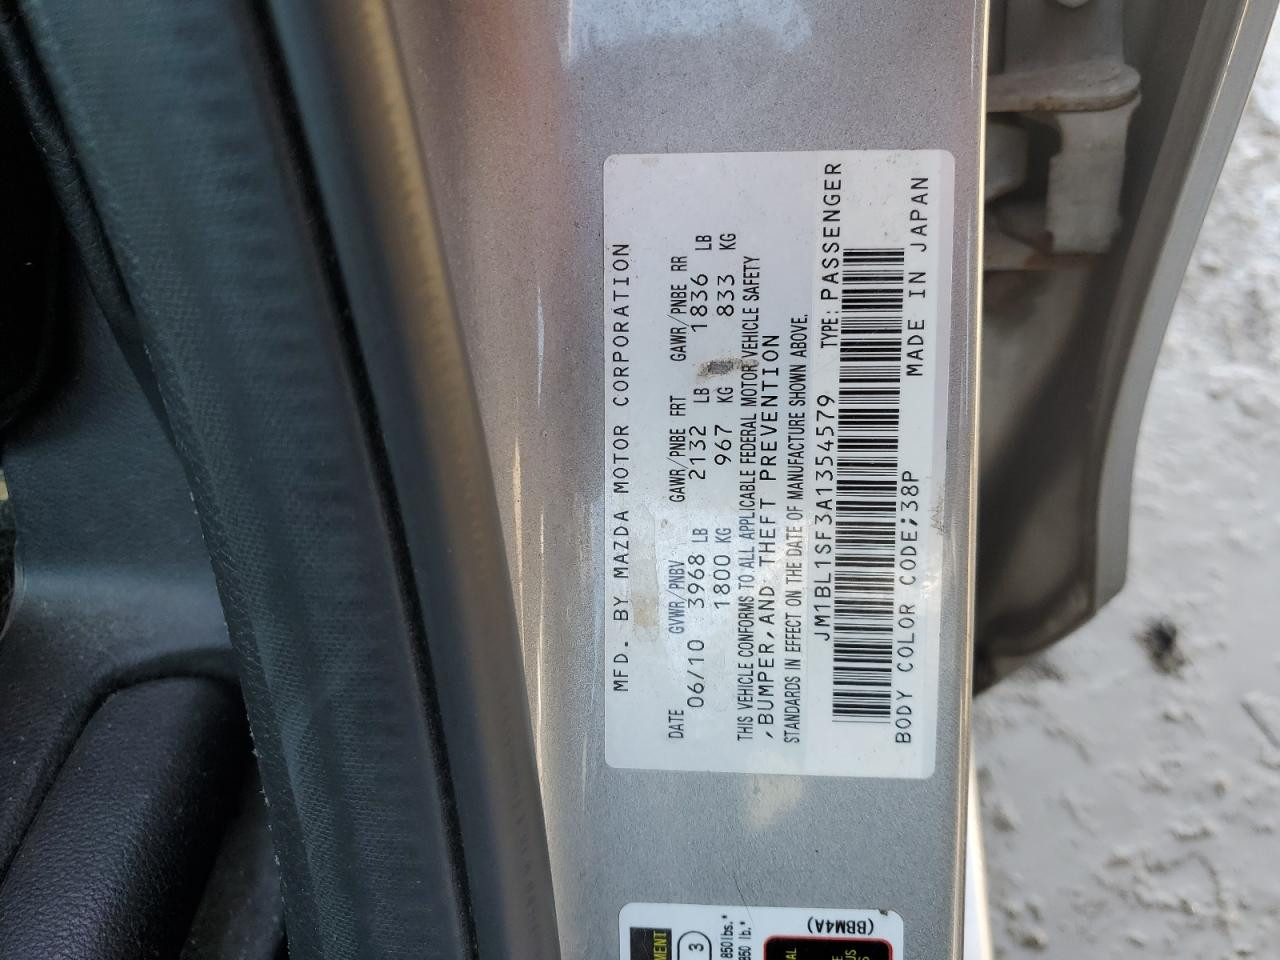 MFD. BY MAZDA MOTOR CORPORATION
DATE GVWR/PNBV GAWR/PNBE FRT GAWR/PNBE RR
06/10 3968 LB 2132 LB 1836 LB
1800 KG 967 KG 833 KG
THIS VEHICLE CONFORMS TO ALL APPLICABLE FEDERAL MOTOR VEHICLE SAFETY
,BUMPER,AND THEFT PREVENTION
STANDARDS IN EFFECT ON THE DATE OF MANUFACTURE SHOWN ABOVE.
JM1BL1SF3A1354579 TYPE: PASSENGER
BODY COLOR CODE;38P MADE IN JAPAN
MENT
3
850 lbs.*
(BBM4A)